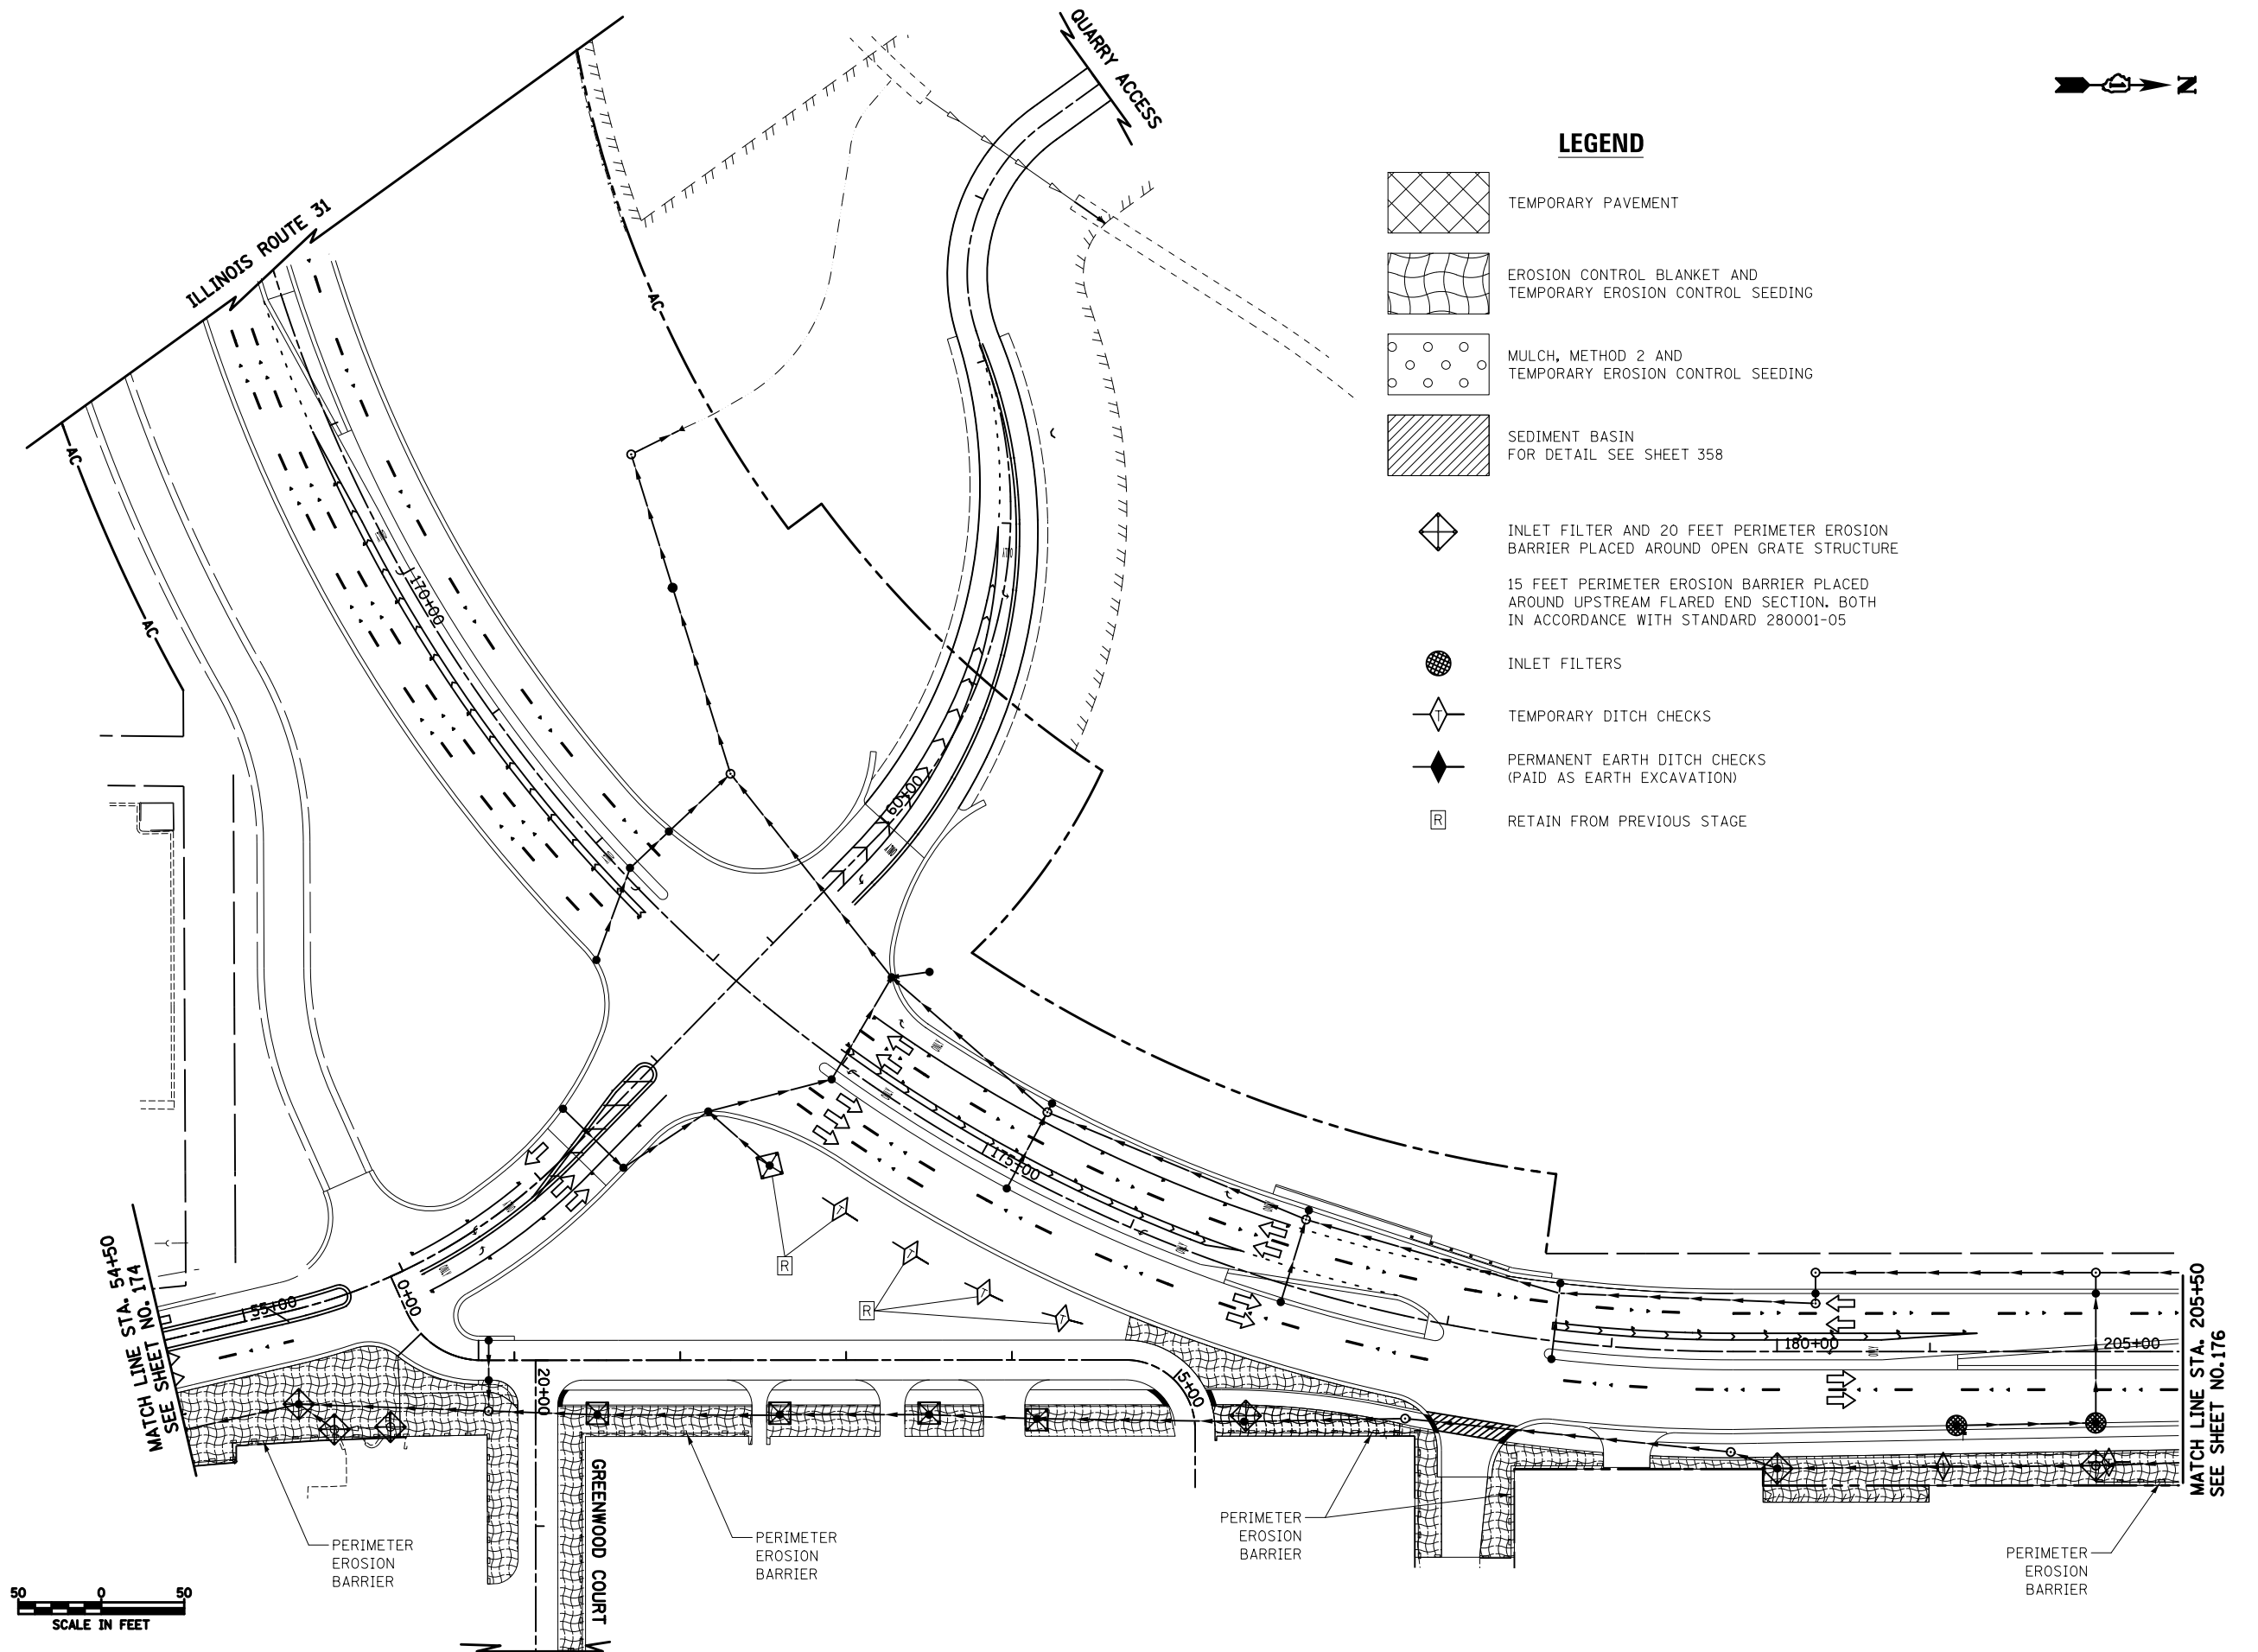 QUARRY ACCESS
N
ILLINOIS ROUTE 31
LEGEND
TEMPORARY PAVEMENT
EROSION CONTROL BLANKET AND
TEMPORARY EROSION CONTROL SEEDING
MULCH, METHOD 2 AND
TEMPORARY EROSION CONTROL SEEDING
SEDIMENT BASIN
FOR DETAIL SEE SHEET 358
INLET FILTER AND 20 FEET PERIMETER EROSION
BARRIER PLACED AROUND OPEN GRATE STRUCTURE
15 FEET PERIMETER EROSION BARRIER PLACED
AROUND UPSTREAM FLARED END SECTION. BOTH
IN ACCORDANCE WITH STANDARD 280001-05
INLET FILTERS
T
TEMPORARY DITCH CHECKS
PERMANENT EARTH DITCH CHECKS
(PAID AS EARTH EXCAVATION)
R
RETAIN FROM PREVIOUS STAGE
AC
AC
AC
170+00
60+00
175+00
T
T
T
T
R
R
MATCH LINE STA. 54+50
SEE SHEET NO. 174
55+00
0+00
20+00
5+00
180+00
205+00
MATCH LINE STA. 205+50
SEE SHEET NO.176
GREENWOOD COURT
PERIMETER
EROSION
BARRIER
PERIMETER
EROSION
BARRIER
PERIMETER
EROSION
BARRIER
PERIMETER
EROSION
BARRIER
50 0 50
SCALE IN FEET